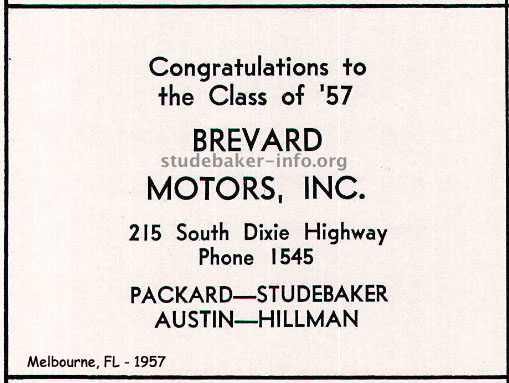 Congratulations to
the Class of '57
BREVARD
studebaker-info.org
MOTORS, INC.
215 South Dixie Highway
Phone 1545
PACKARD—STUDEBAKER
AUSTIN—HILLMAN
Melbourne, FL - 1957